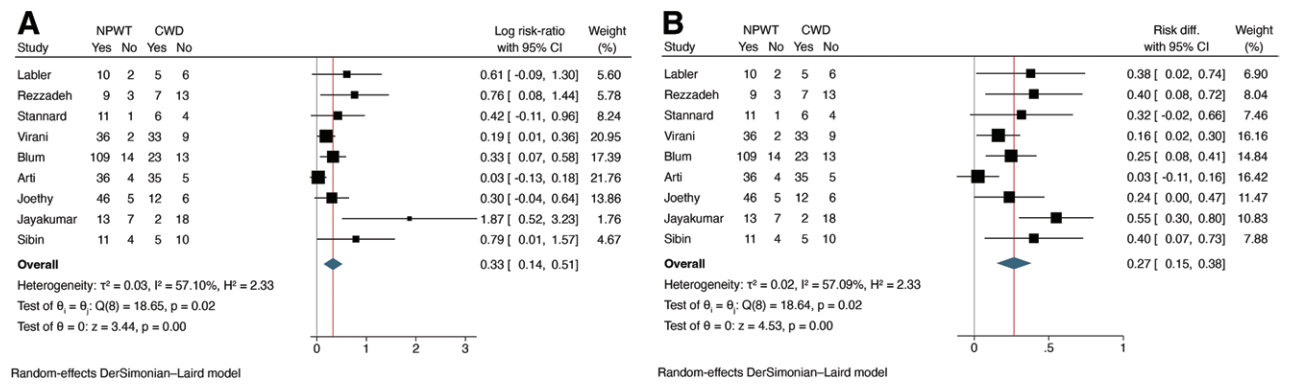 A
NPWT CWD Log risk-ratio Weight
Study Yes No Yes No with 95% CI (%)
Labler 10 2 5 6 0.61 [ -0.09, 1.30] 5.60
Rezzadeh 9 3 7 13 0.76 [ 0.08, 1.44] 5.78
Stannard 11 1 6 4 0.42 [ -0.11, 0.96] 8.24
Virani 36 2 33 9 0.19 [ 0.01, 0.36] 20.95
Blum 109 14 23 13 0.33 [ 0.07, 0.58] 17.39
Arti 36 4 35 5 0.03 [ -0.13, 0.18] 21.76
Joethy 46 5 12 6 0.30 [ -0.04, 0.64] 13.86
Jayakumar 13 7 2 18 1.87 [ 0.52, 3.23] 1.76
Sibin 11 4 5 10 0.79 [ 0.01, 1.57] 4.67
Overall 0.33 [ 0.14, 0.51]
Heterogeneity: τ² = 0.03, I² = 57.10%, H² = 2.33
Test of θᵢ = θⱼ: Q(8) = 18.65, p = 0.02
Test of θ = 0: z = 3.44, p = 0.00
0 1 2 3
Random-effects DerSimonian–Laird model
B
NPWT CWD Risk diff. Weight
Study Yes No Yes No with 95% CI (%)
Labler 10 2 5 6 0.38 [ 0.02, 0.74] 6.90
Rezzadeh 9 3 7 13 0.40 [ 0.08, 0.72] 8.04
Stannard 11 1 6 4 0.32 [ -0.02, 0.66] 7.46
Virani 36 2 33 9 0.16 [ 0.02, 0.30] 16.16
Blum 109 14 23 13 0.25 [ 0.08, 0.41] 14.84
Arti 36 4 35 5 0.03 [ -0.11, 0.16] 16.42
Joethy 46 5 12 6 0.24 [ 0.00, 0.47] 11.47
Jayakumar 13 7 2 18 0.55 [ 0.30, 0.80] 10.83
Sibin 11 4 5 10 0.40 [ 0.07, 0.73] 7.88
Overall 0.27 [ 0.15, 0.38]
Heterogeneity: τ² = 0.02, I² = 57.09%, H² = 2.33
Test of θᵢ = θⱼ: Q(8) = 18.64, p = 0.02
Test of θ = 0: z = 4.53, p = 0.00
0 .5 1
Random-effects DerSimonian–Laird model